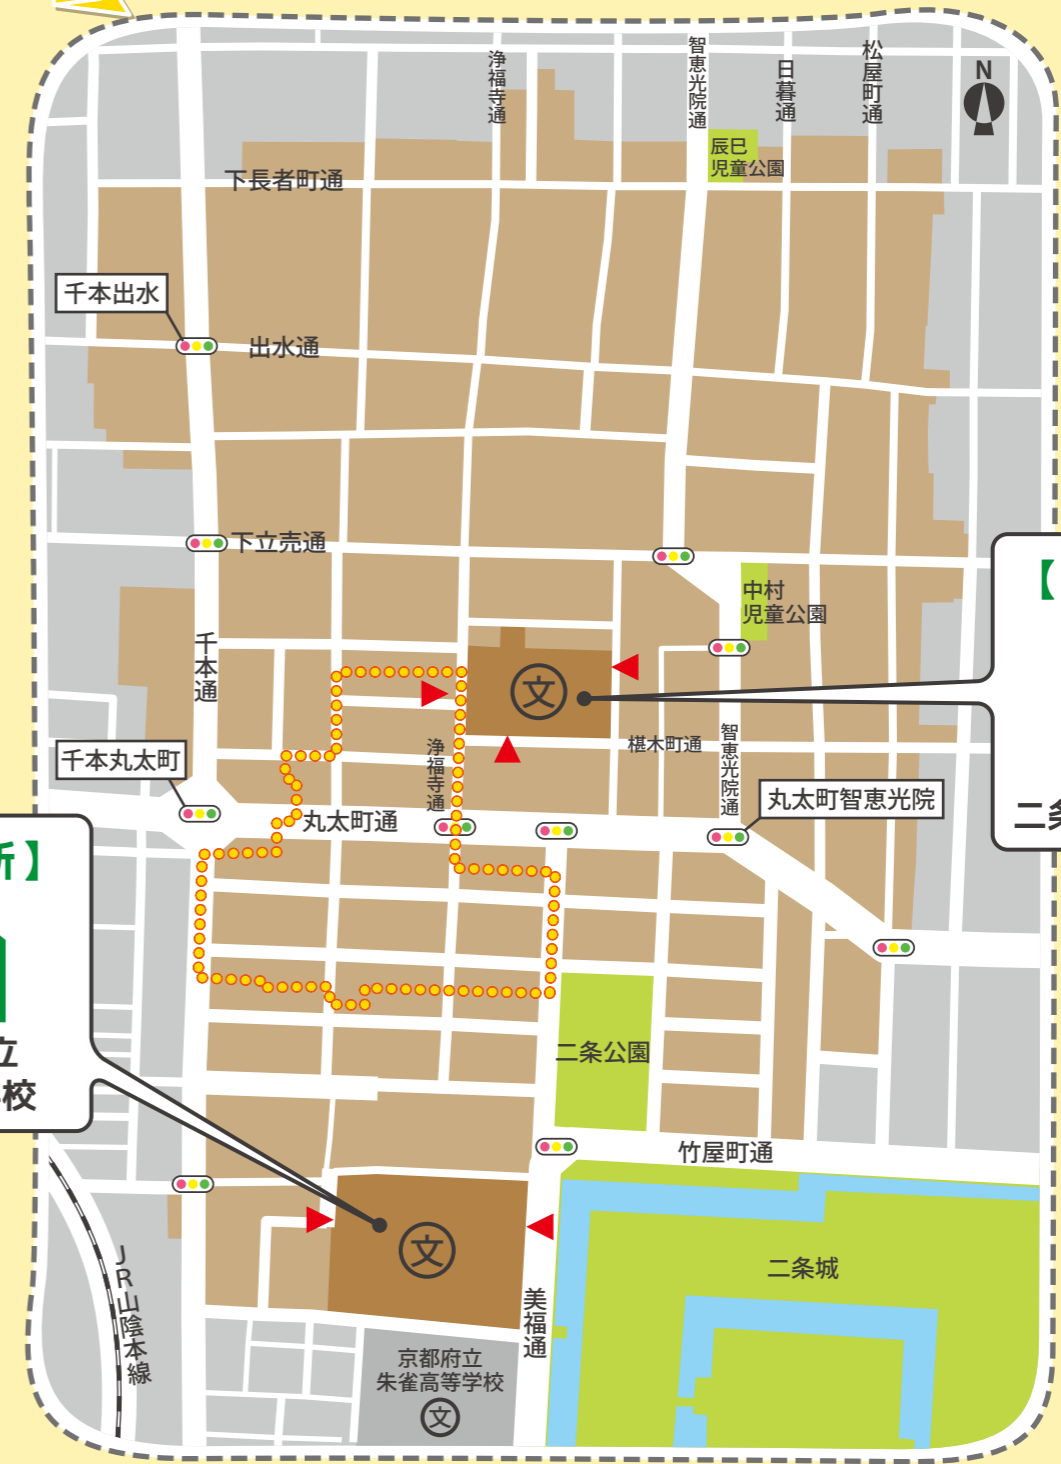 浄福寺通
智恵光院通
日暮通
松屋町通
N
辰巳
児童公園
下長者町通
千本出水
出水通
下立売通
【
中村
児童公園
千本通
文
椹木町通
浄福寺通
智恵光院通
千本丸太町
丸太町智恵光院
丸太町通
二条
所】
立
校
二条公園
竹屋町通
文
二条城
JR山陰本線
美福通
京都府立
朱雀高等学校
文